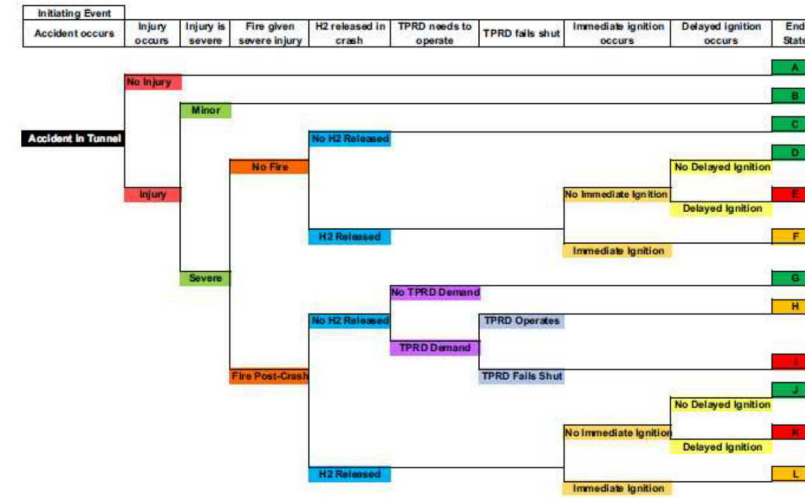 Initiating Event
Accident occurs
Injury occurs
Injury is severe
Fire given severe injury
H2 released in crash
TPRD needs to operate
TPRD fails shut
Immediate ignition occurs
Delayed ignition occurs
End State
A
No Injury
B
Minor
C
Accident In Tunnel
No H2 Released
D
No Fire
No Delayed Ignition
Injury
No Immediate Ignition
E
Delayed Ignition
H2 Released
F
Immediate Ignition
Severe
G
No TPRD Demand
H
No H2 Released
TPRD Operates
TPRD Demand
I
Fire Post-Crash
TPRD Fails Shut
J
No Delayed Ignition
No Immediate Ignition
K
Delayed Ignition
H2 Released
L
Immediate Ignition